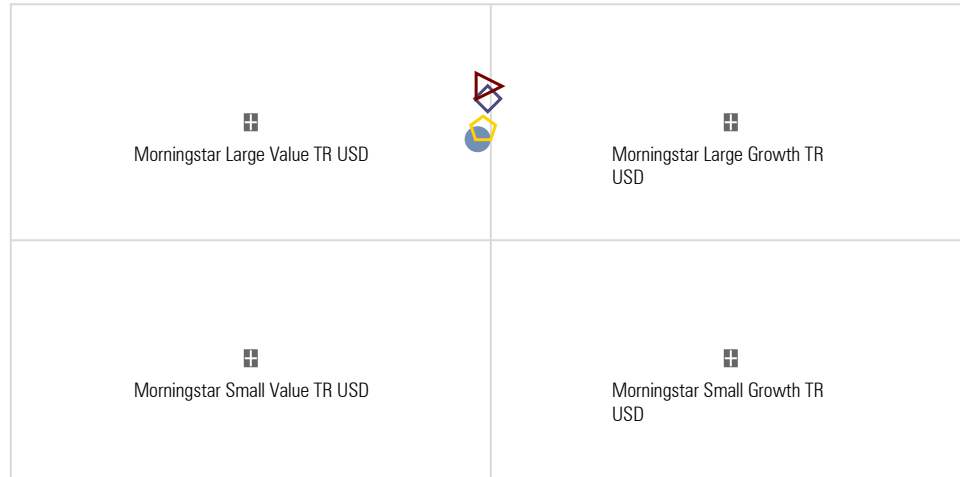 Morningstar Large Value TR USD
Morningstar Large Growth TR
USD
Morningstar Small Value TR USD
Morningstar Small Growth TR
USD